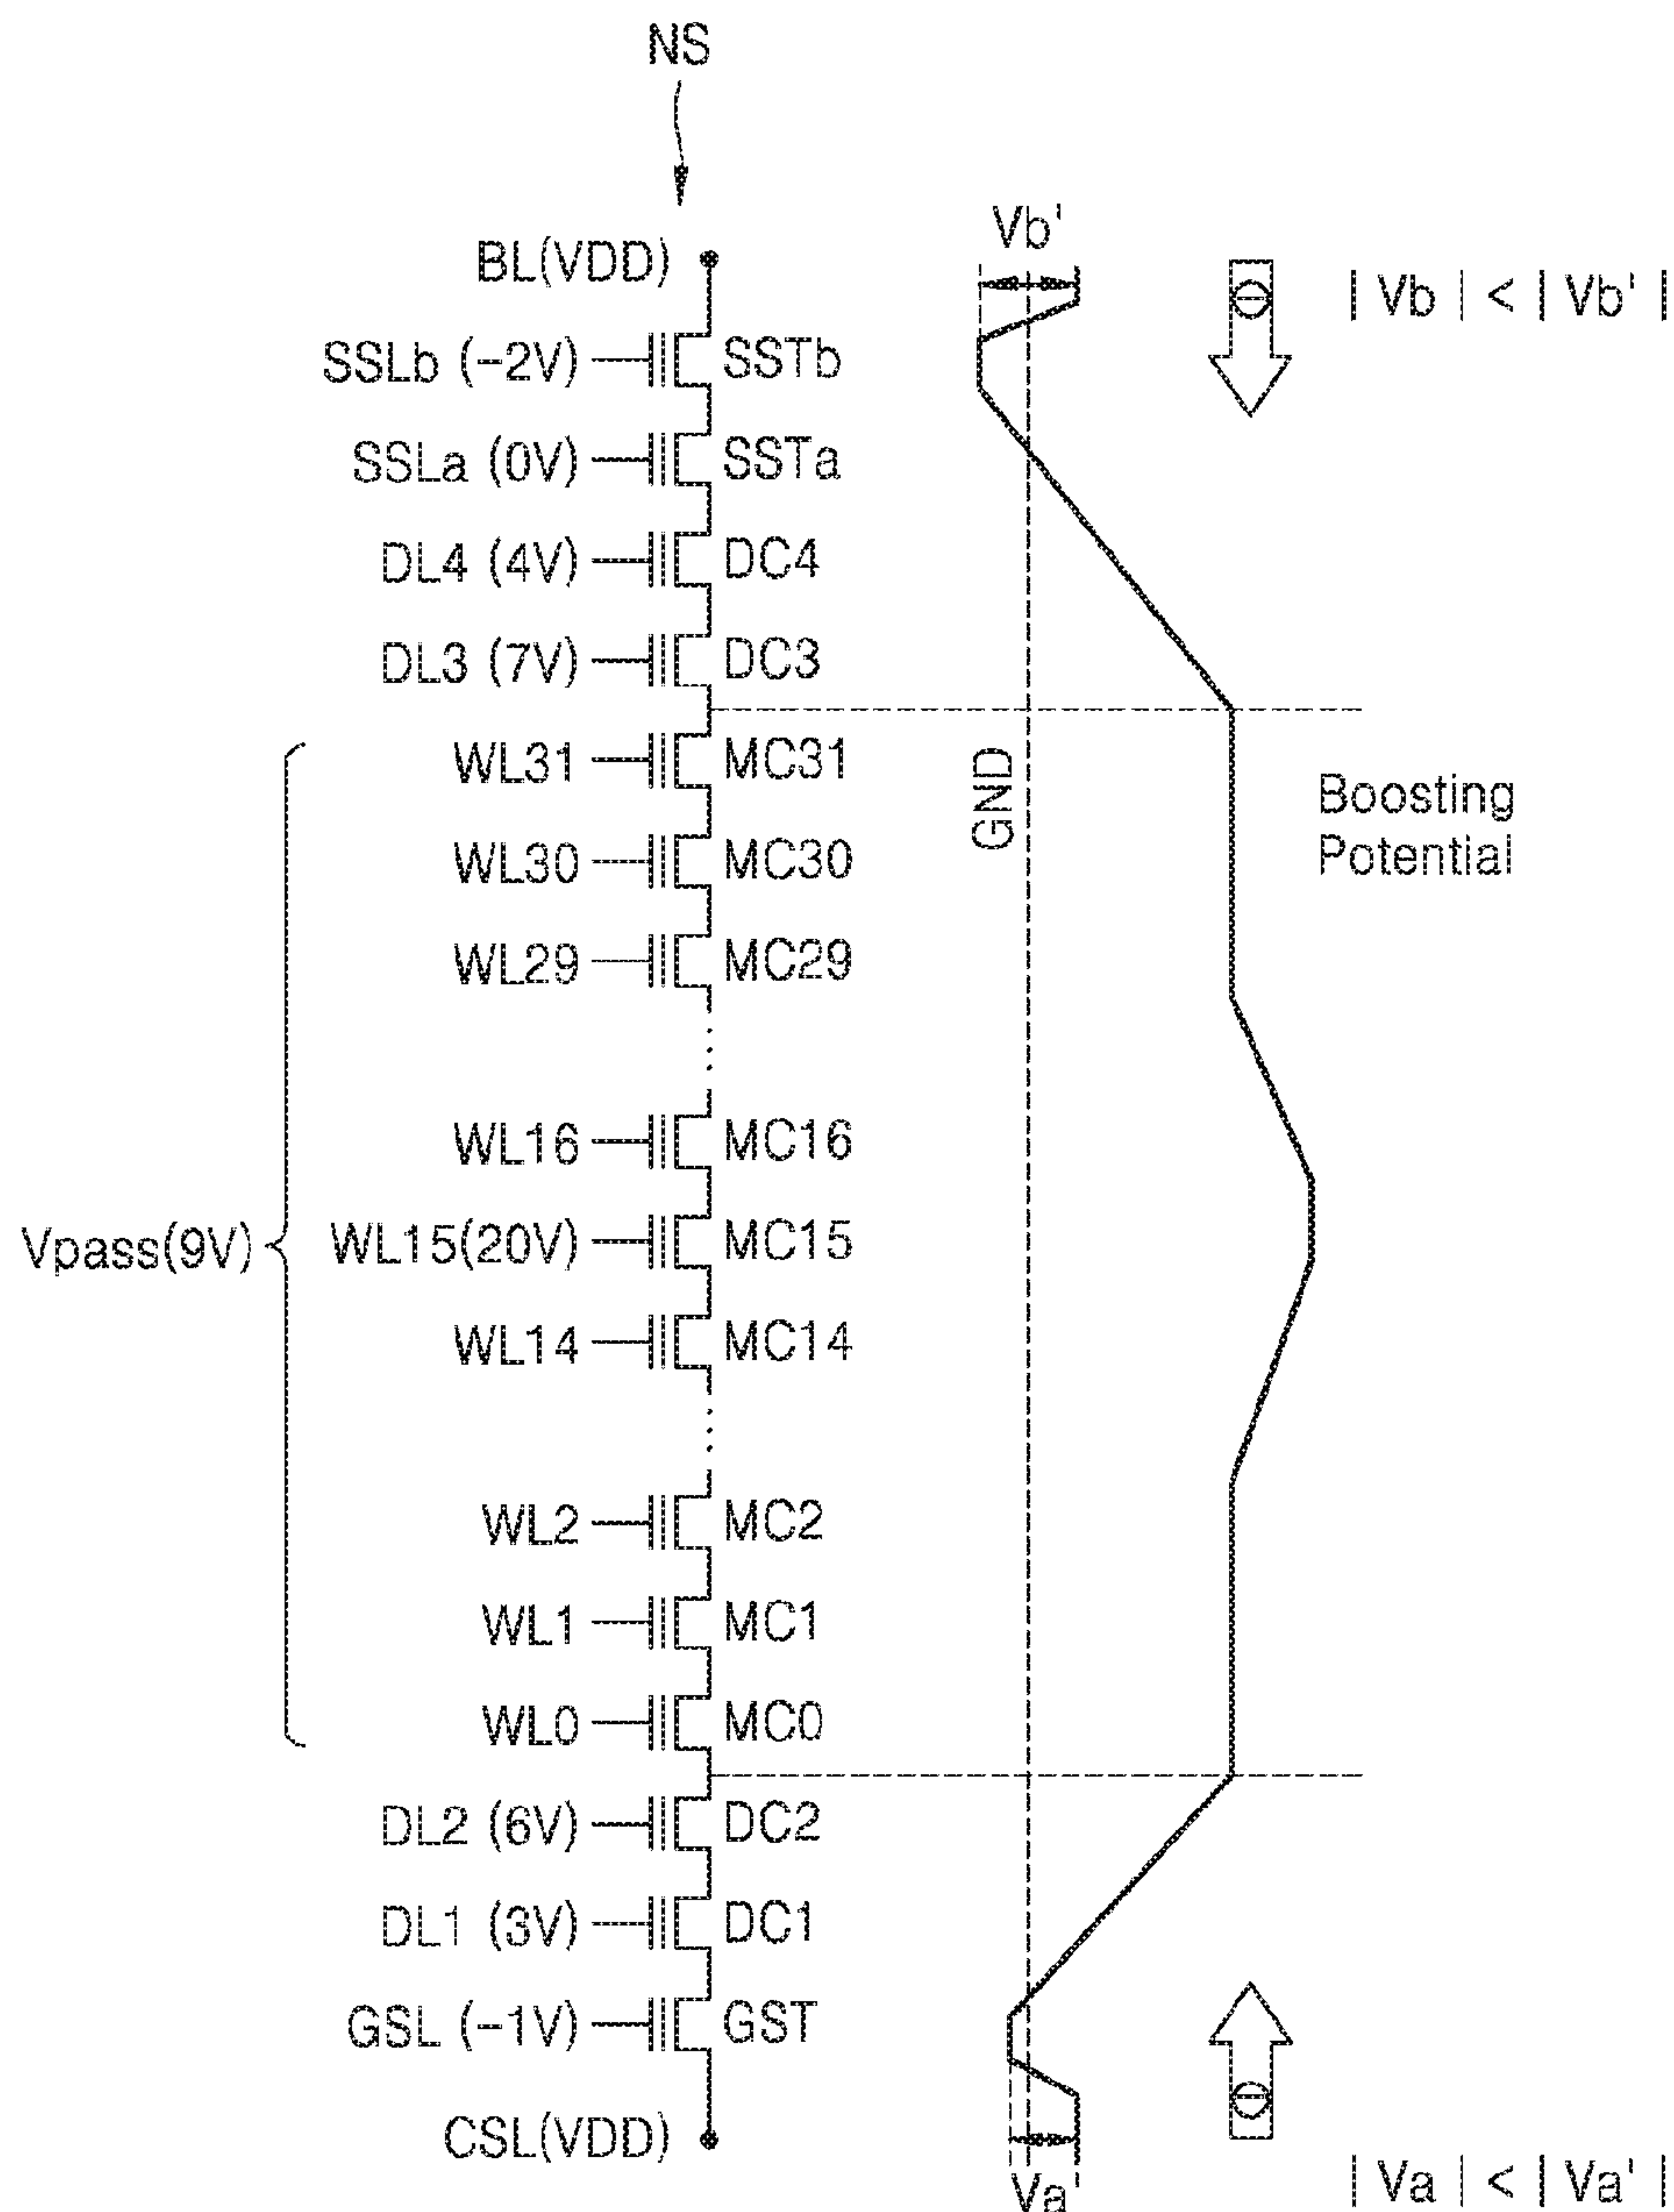 NS
Vb'
BL(VDD)
| Vb | < | Vb' |
SSLb (-2V) SSTb
SSLa (0V) SSTa
DL4 (4V) DC4
DL3 (7V) DC3
WL31 MC31
GND
Boosting
Potential
WL30 MC30
WL29 MC29
WL16 MC16
Vpass(9V) WL15(20V) MC15
WL14 MC14
WL2 MC2
WL1 MC1
WL0 MC0
DL2 (6V) DC2
DL1 (3V) DC1
GSL (-1V) GST
CSL(VDD)
Va'
| Va | < | Va' |